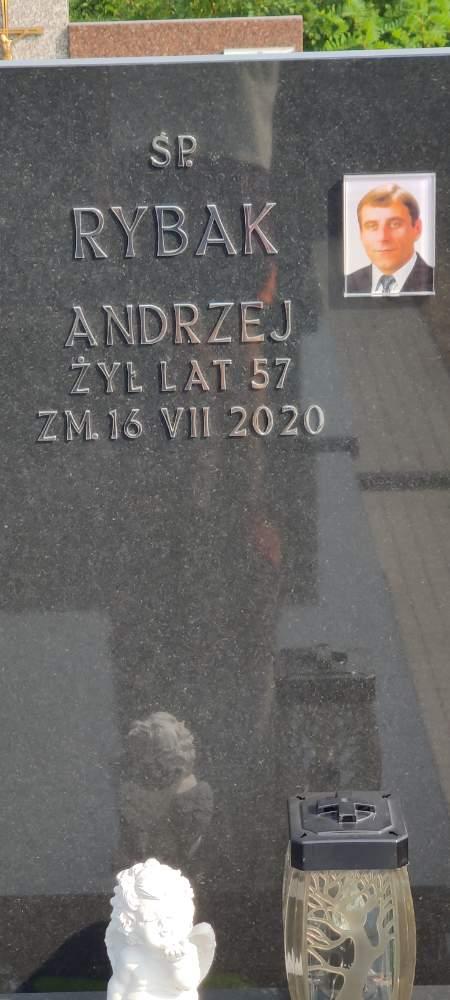 ŚP.
RYBAK
ANDRZEJ
ŻYŁ LAT 57
ZM. 16 VII 2020